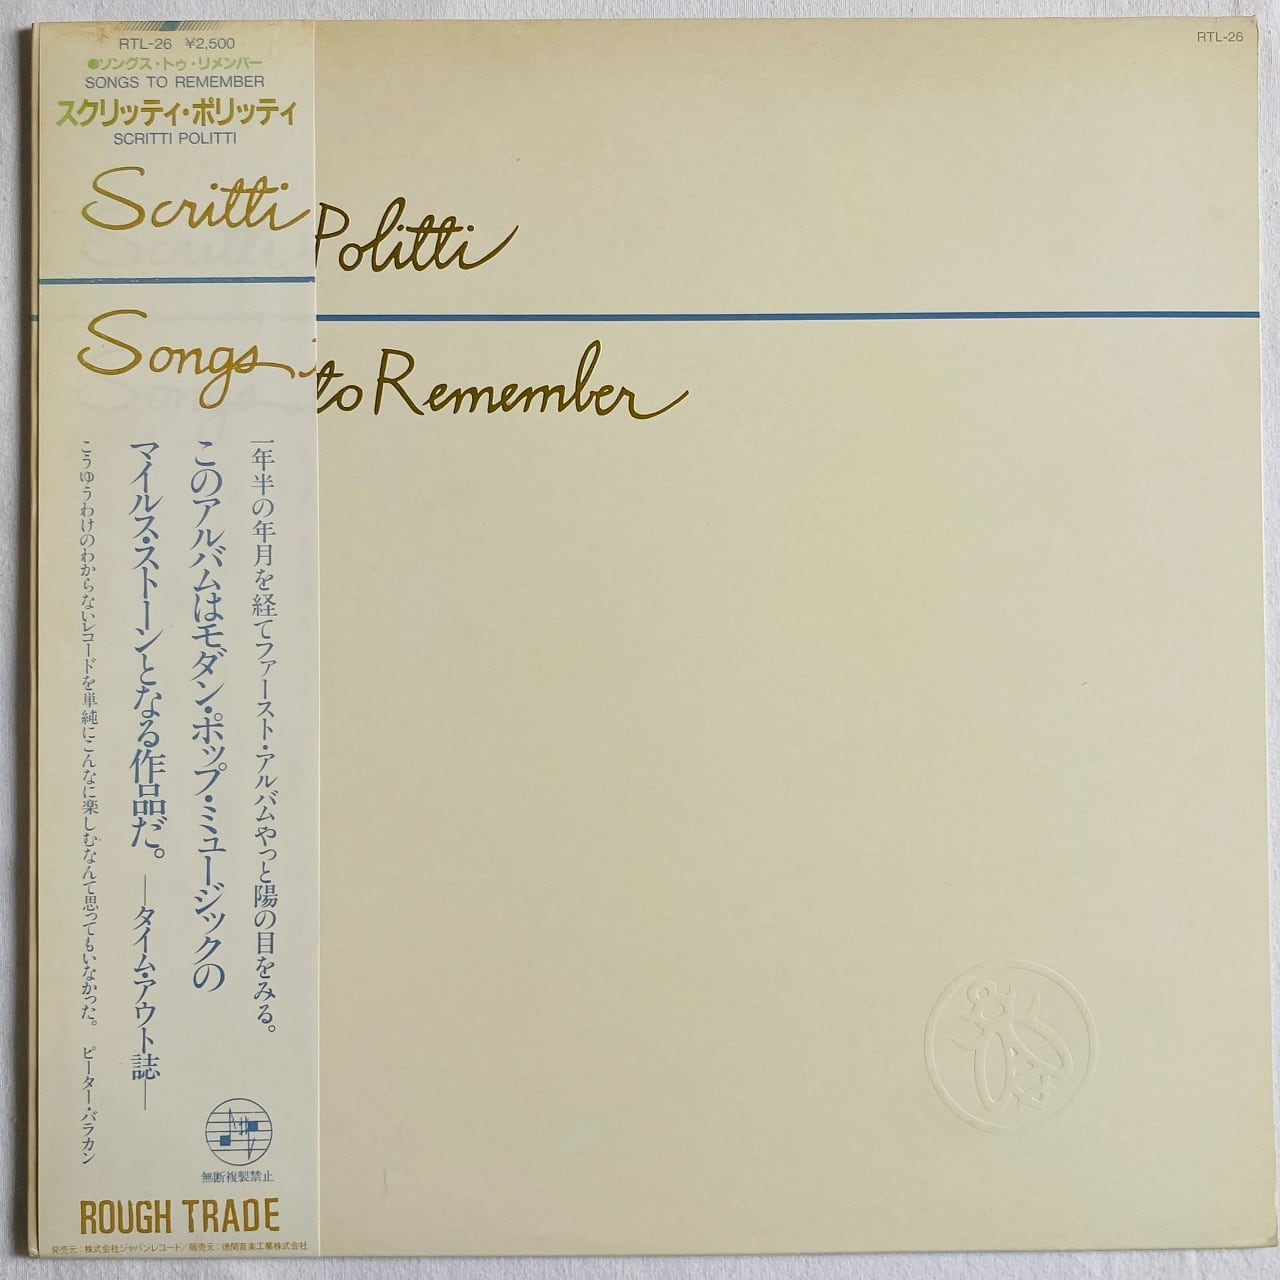 RTL-26 ¥2,500
●ソングス・トゥ・リメンバー
SONGS TO REMEMBER
スクリッティ・ポリッティ
SCRITTI POLITTI
RTL-26
Scritti Politti
Songs to Remember
一年半の年月を経てファースト・アルバムやっと陽の目をみる。
このアルバムはモダン・ポップ・ミュージックの
マイルス・ストーンとなる作品だ。 ―タイム・アウト誌―
こうゆうわけのわからないレコードを単純にこんなに楽しむなんて思ってもいなかった。 ピーター・バラカン
無断複製禁止
ROUGH TRADE
発売元：株式会社ジャパンレコード／販売元：徳間音楽工業株式会社